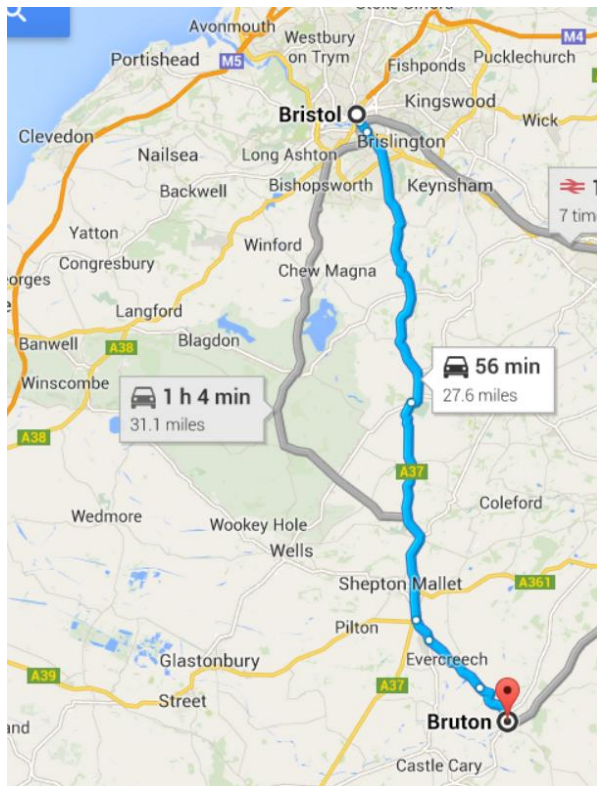 Avonmouth
Westbury
on Trym
M4
Portishead
M5
Fishponds
Pucklechurch
Bristol
Kingswood
Wick
Clevedon
Brislington
Nailsea
Long Ashton
Backwell
Bishopsworth
Keynsham
7
Yatton
Winford
Congresbury
Chew Magna
Langford
Banwell
A38
Blagdon
Winscombe
56 min
27.6 miles
1 h 4 min
31.1 miles
A38
A37
Wedmore
Wookey Hole
Coleford
Wells
Shepton Mallet
A361
Pilton
Glastonbury
Evercreech
A39
Street
A37
Bruton
Castle Cary